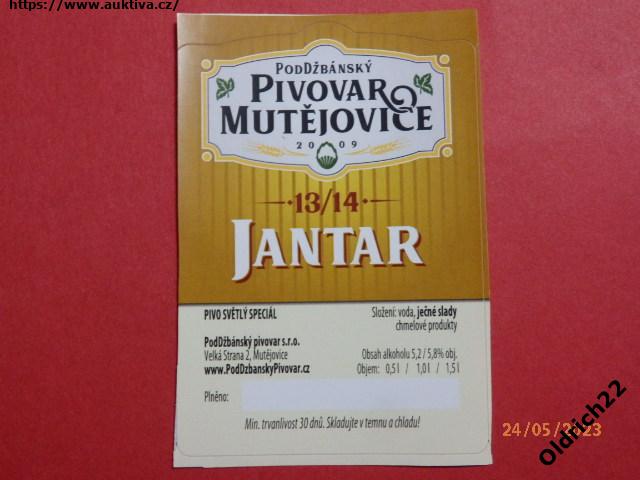 https://www.auktiva.cz/
PODDŽBÁNSKÝ
PIVOVAR
MUTĚJOVICE
2009
13/14
JANTAR
PIVO SVĚTLÝ SPECIÁL
Složení: voda, ječné slady
chmelové produkty
PodDžbánský pivovar s.r.o.
Velká Strana 2, Mutějovice
www.PodDzbanskyPivovar.cz
Obsah alkoholu 5,2 / 5,8% obj.
Objem: 0,5 l / 1,0 l / 1,5 l
Plněno:
Min. trvanlivost 30 dnů. Skladujte v temnu a chladu!
24/05/2023
Oldrich22